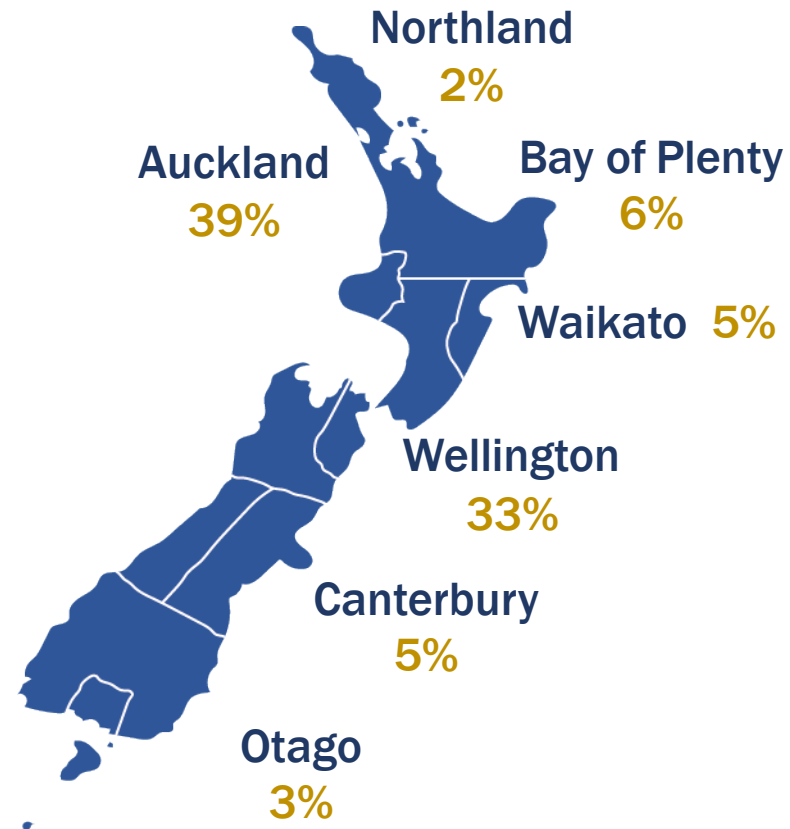 Northland
2%
Auckland
39%
Bay of Plenty
6%
Waikato 5%
Wellington
33%
Canterbury
5%
Otago
3%